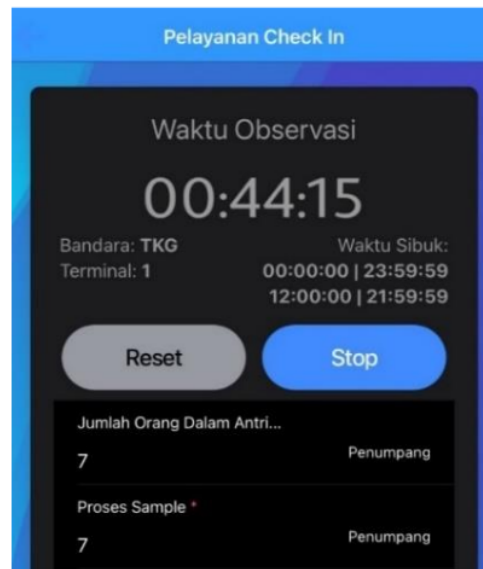 Pelayanan Check In
Waktu Observasi
00:44:15
Bandara: TKG
Waktu Sibuk:
Terminal: 1
00:00:00 | 23:59:59
12:00:00 | 21:59:59
Reset
Stop
Jumlah Orang Dalam Antri...
7
Penumpang
Proses Sample *
7
Penumpang